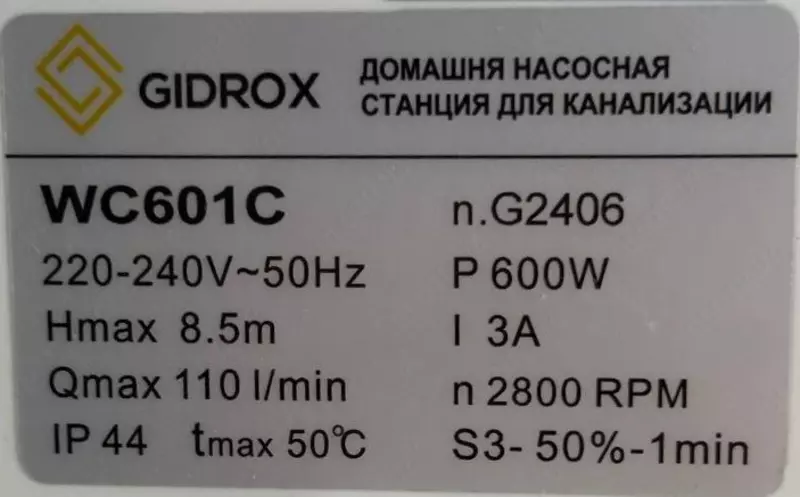 GIDROX
ДОМАШНЯ НАСОСНАЯ
СТАНЦИЯ ДЛЯ КАНАЛИЗАЦИИ
WC601C
n.G2406
220-240V~50Hz
P 600W
Hmax 8.5m
I 3A
Qmax 110 l/min
n 2800 RPM
IP 44 tmax 50℃
S3- 50%-1min